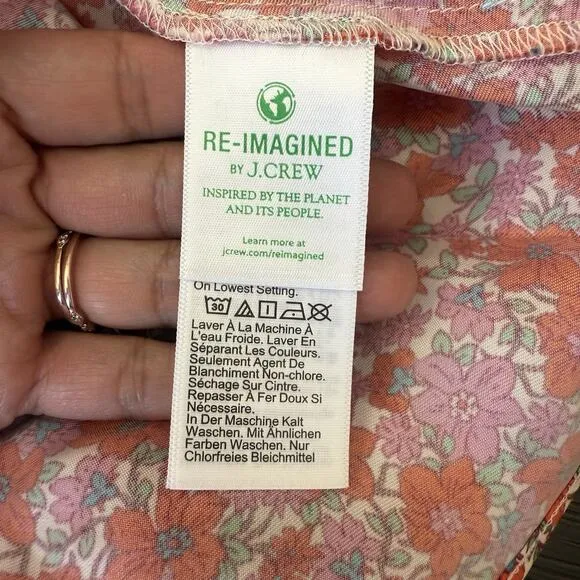 RE-IMAGINED
BY J.CREW
INSPIRED BY THE PLANET
AND ITS PEOPLE.
Learn more at
jcrew.com/reimagined
On Lowest Setting.
30
Laver À La Machine À
L'eau Froide. Laver En
Séparant Les Couleurs.
Seulement Agent De
Blanchiment Non-chlore.
Séchage Sur Cintre.
Repasser À Fer Doux Si
Nécessaire.
In Der Maschine Kalt
Waschen. Mit Ähnlichen
Farben Waschen. Nur
Chlorfreies Bleichmittel